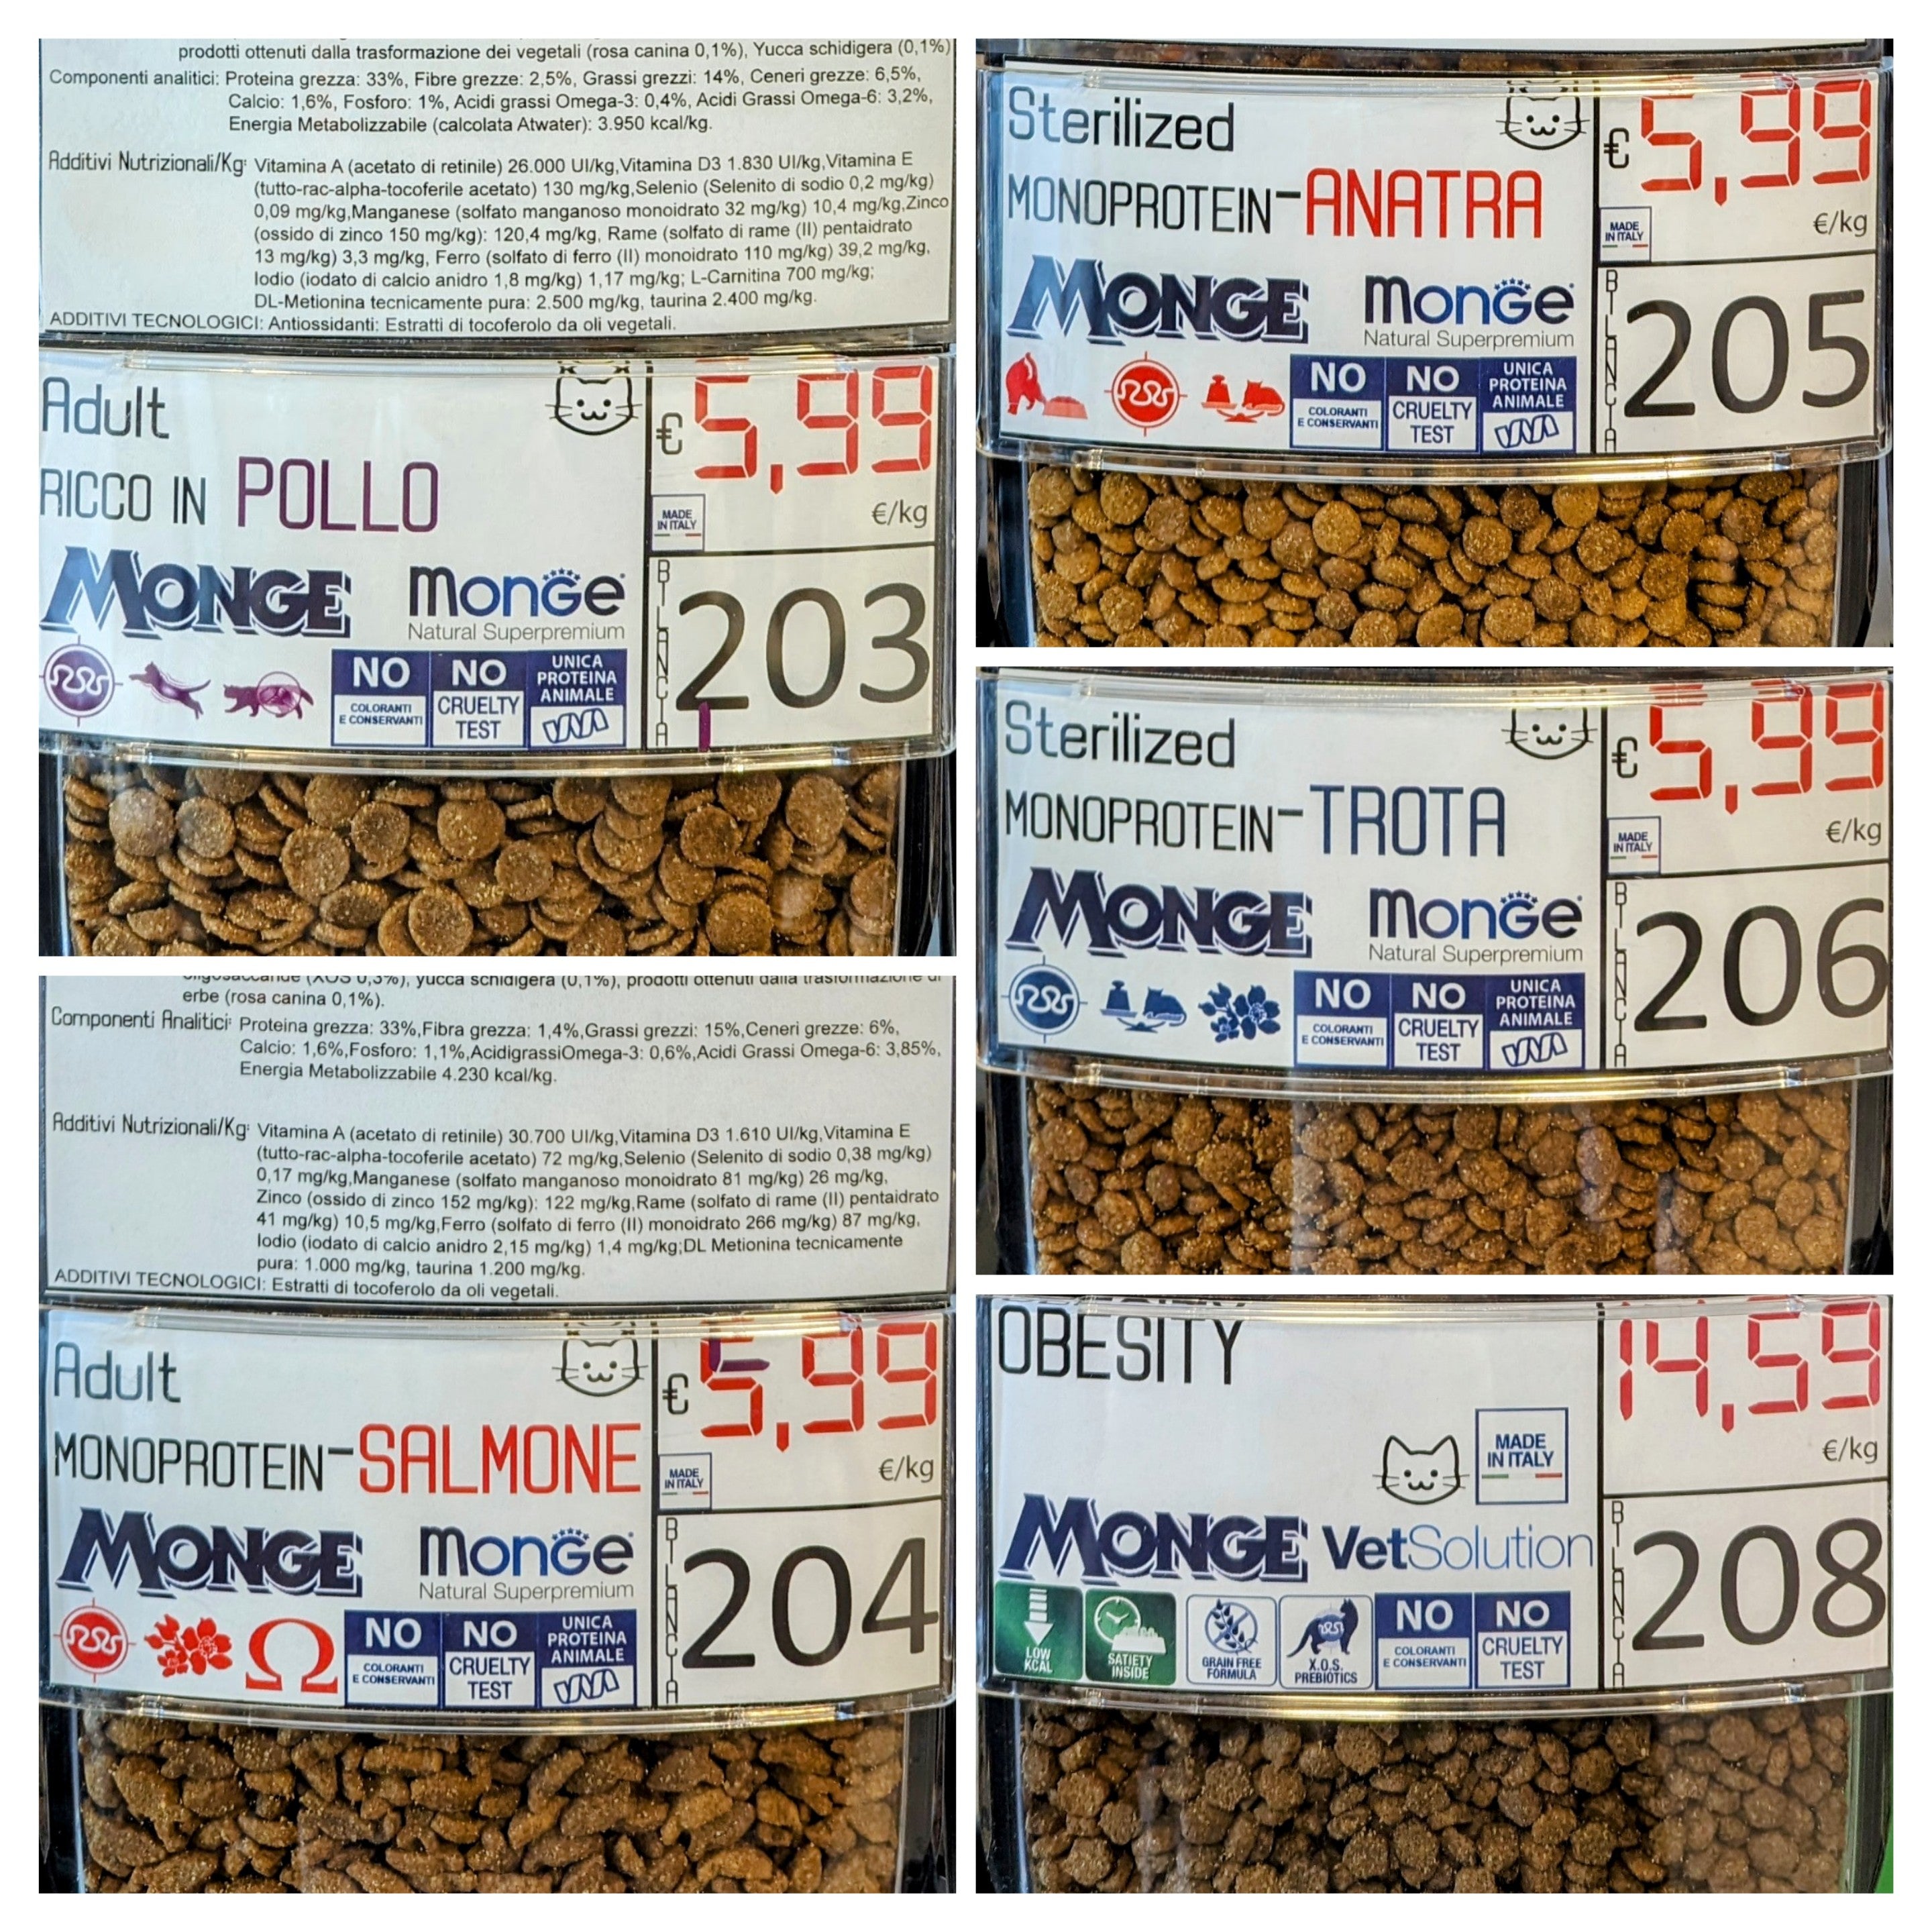 prodotti ottenuti dalla trasformazione dei vegetali (rosa canina 0,1%), Yucca schidigera (0,1%)
Componenti analitici: Proteina grezza: 33%, Fibre grezze: 2,5%, Grassi grezzi: 14%, Ceneri grezze: 6,5%,
Calcio: 1,6%, Fosforo: 1%, Acidi grassi Omega-3: 0,4%, Acidi Grassi Omega-6: 3,2%,
Energia Metabolizzabile (calcolata Atwater): 3.950 kcal/kg.
Additivi Nutrizionali/Kg: Vitamina A (acetato di retinile) 26.000 UI/kg,Vitamina D3 1.830 UI/kg,Vitamina E
(tutto-rac-alpha-tocoferile acetato) 130 mg/kg,Selenio (Selenito di sodio 0,2 mg/kg)
0,09 mg/kg,Manganese (solfato manganoso monoidrato 32 mg/kg) 10,4 mg/kg,Zinco
(ossido di zinco 150 mg/kg): 120,4 mg/kg, Rame (solfato di rame (II) pentaidrato
13 mg/kg) 3,3 mg/kg, Ferro (solfato di ferro (II) monoidrato 110 mg/kg) 39,2 mg/kg,
Iodio (iodato di calcio anidro 1,8 mg/kg) 1,17 mg/kg; L-Carnitina 700 mg/kg;
DL-Metionina tecnicamente pura: 2.500 mg/kg, taurina 2.400 mg/kg.
ADDITIVI TECNOLOGICI: Antiossidanti: Estratti di tocoferolo da oli vegetali.
Adult
RICCO IN POLLO
€ 5,99
€/kg
MADE
IN ITALY
MONGE
monGe
Natural Superpremium
NO
COLORANTI
E CONSERVANTI
NO
CRUELTY
TEST
UNICA
PROTEINA
ANIMALE
BILANCIA
203
erbe (rosa canina 0,1%).
Componenti Analitici: Proteina grezza: 33%,Fibra grezza: 1,4%,Grassi grezzi: 15%,Ceneri grezze: 6%,
Calcio: 1,6%,Fosforo: 1,1%,AcidigrassiOmega-3: 0,6%,Acidi Grassi Omega-6: 3,85%,
Energia Metabolizzabile 4.230 kcal/kg.
Additivi Nutrizionali/Kg: Vitamina A (acetato di retinile) 30.700 UI/kg,Vitamina D3 1.610 UI/kg,Vitamina E
(tutto-rac-alpha-tocoferile acetato) 72 mg/kg,Selenio (Selenito di sodio 0,38 mg/kg)
0,17 mg/kg,Manganese (solfato manganoso monoidrato 81 mg/kg) 26 mg/kg,
Zinco (ossido di zinco 152 mg/kg): 122 mg/kg,Rame (solfato di rame (II) pentaidrato
41 mg/kg) 10,5 mg/kg,Ferro (solfato di ferro (II) monoidrato 266 mg/kg) 87 mg/kg,
Iodio (iodato di calcio anidro 2,15 mg/kg) 1,4 mg/kg;DL Metionina tecnicamente
pura: 1.000 mg/kg, taurina 1.200 mg/kg.
ADDITIVI TECNOLOGICI: Estratti di tocoferolo da oli vegetali.
Adult
MONOPROTEIN-SALMONE
€ 5,99
€/kg
MADE
IN ITALY
MONGE
monGe
Natural Superpremium
Ω
NO
COLORANTI
E CONSERVANTI
NO
CRUELTY
TEST
UNICA
PROTEINA
ANIMALE
BILANCIA
204
Sterilized
MONOPROTEIN-ANATRA
€ 5,99
€/kg
MADE
IN ITALY
MONGE
monGe
Natural Superpremium
NO
COLORANTI
E CONSERVANTI
NO
CRUELTY
TEST
UNICA
PROTEINA
ANIMALE
BILANCIA
205
Sterilized
MONOPROTEIN-TROTA
€ 5,99
€/kg
MADE
IN ITALY
MONGE
monGe
Natural Superpremium
NO
COLORANTI
E CONSERVANTI
NO
CRUELTY
TEST
UNICA
PROTEINA
ANIMALE
BILANCIA
206
OBESITY
14,59
€/kg
MADE
IN ITALY
MONGE VetSolution
LOW
KCAL
SATIETY
INSIDE
GRAIN FREE
FORMULA
X.O.S.
PREBIOTICS
NO
COLORANTI
E CONSERVANTI
NO
CRUELTY
TEST
BILANCIA
208